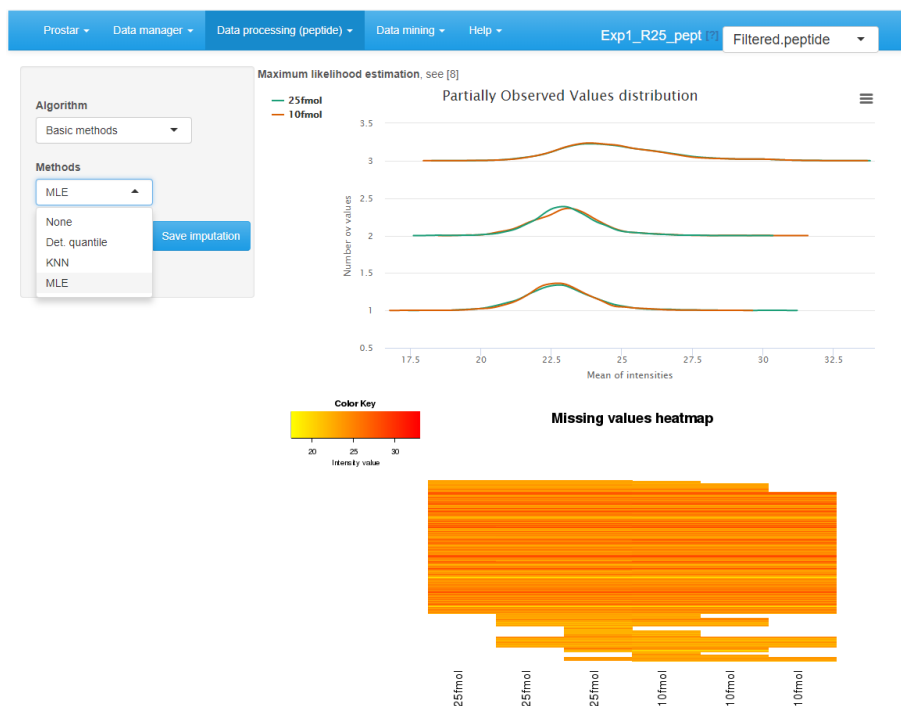 Prostar Data manager Data processing (peptide) Data mining Help Exp1_R25_pept [?] Filtered.peptide
Maximum likelihood estimation, see [8]
Algorithm
Basic methods
Methods
MLE
None
Det. quantile
KNN
MLE
Save imputation
25fmol
10fmol
Partially Observed Values distribution
Number ov values
3.5
3
2.5
2
1.5
1
0.5
17.5 20 22.5 25 27.5 30 32.5
Mean of intensities
Color Key
20 25 30
Intensity value
Missing values heatmap
25fmol
25fmol
25fmol
10fmol
10fmol
10fmol